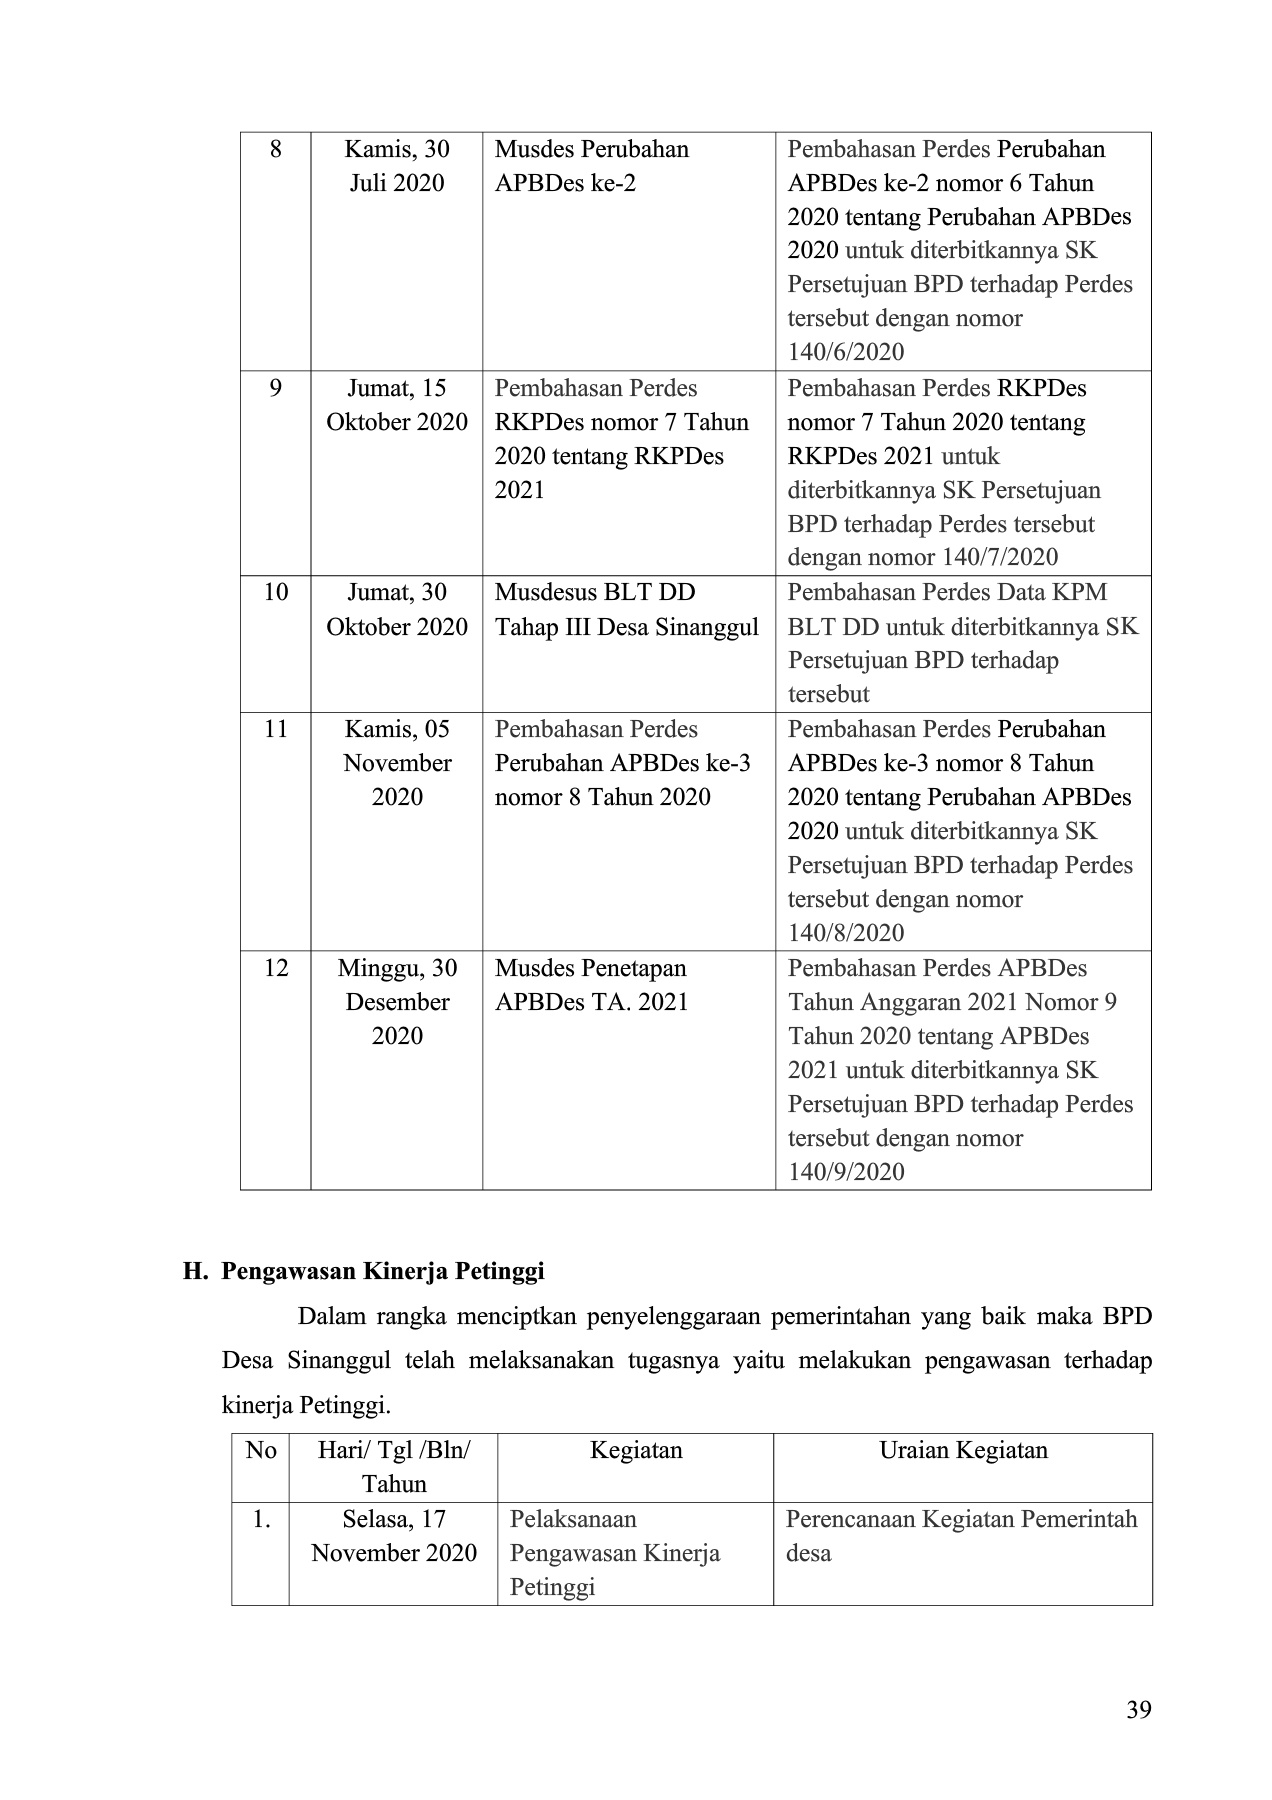 8
Kamis, 30
Juli 2020
Musdes Perubahan
APBDes ke-2
Pembahasan Perdes Perubahan
APBDes ke-2 nomor 6 Tahun
2020 tentang Perubahan APBDes
2020 untuk diterbitkannya SK
Persetujuan BPD terhadap Perdes
tersebut dengan nomor
140/6/2020
9
Jumat, 15
Oktober 2020
Pembahasan Perdes
RKPDes nomor 7 Tahun
2020 tentang RKPDes
2021
Pembahasan Perdes RKPDes
nomor 7 Tahun 2020 tentang
RKPDes 2021 untuk
diterbitkannya SK Persetujuan
BPD terhadap Perdes tersebut
dengan nomor 140/7/2020
10
Jumat, 30
Oktober 2020
Musdesus BLT DD
Tahap III Desa Sinanggul
Pembahasan Perdes Data KPM
BLT DD untuk diterbitkannya SK
Persetujuan BPD terhadap
tersebut
11
Kamis, 05
November
2020
Pembahasan Perdes
Perubahan APBDes ke-3
nomor 8 Tahun 2020
Pembahasan Perdes Perubahan
APBDes ke-3 nomor 8 Tahun
2020 tentang Perubahan APBDes
2020 untuk diterbitkannya SK
Persetujuan BPD terhadap Perdes
tersebut dengan nomor
140/8/2020
12
Minggu, 30
Desember
2020
Musdes Penetapan
APBDes TA. 2021
Pembahasan Perdes APBDes
Tahun Anggaran 2021 Nomor 9
Tahun 2020 tentang APBDes
2021 untuk diterbitkannya SK
Persetujuan BPD terhadap Perdes
tersebut dengan nomor
140/9/2020
H. Pengawasan Kinerja Petinggi
Dalam rangka menciptkan penyelenggaraan pemerintahan yang baik maka BPD
Desa Sinanggul telah melaksanakan tugasnya yaitu melakukan pengawasan terhadap
kinerja Petinggi.
No
Hari/ Tgl /Bln/
Tahun
Kegiatan
Uraian Kegiatan
1.
Selasa, 17
November 2020
Pelaksanaan
Pengawasan Kinerja
Petinggi
Perencanaan Kegiatan Pemerintah
desa
39